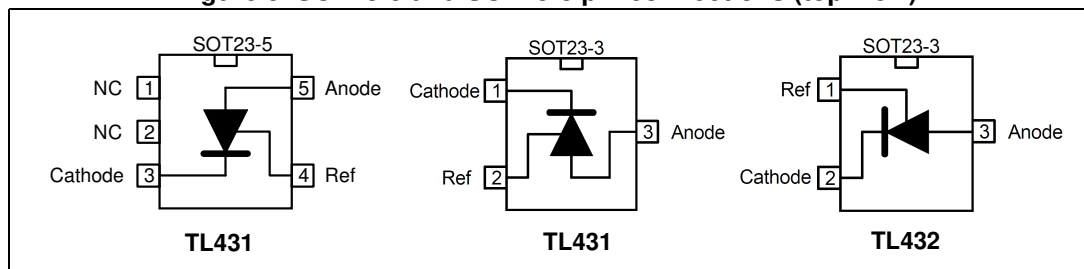 SOT23-5
NC 1
NC 2
Cathode 3
5 Anode
4 Ref
TL431
SOT23-3
Cathode 1
Ref 2
3 Anode
TL431
SOT23-3
Ref 1
Cathode 2
3 Anode
TL432